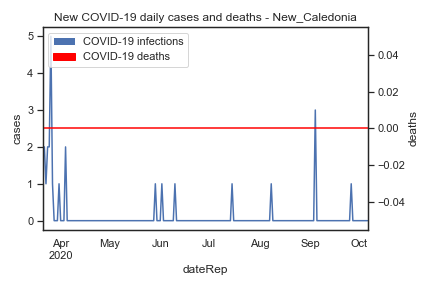 New COVID-19 daily cases and deaths - New_Caledonia
COVID-19 infections
COVID-19 deaths
5
4
3
2
1
0
cases
0.04
0.02
0.00
−0.02
−0.04
deaths
Apr May Jun Jul Aug Sep Oct
2020
dateRep